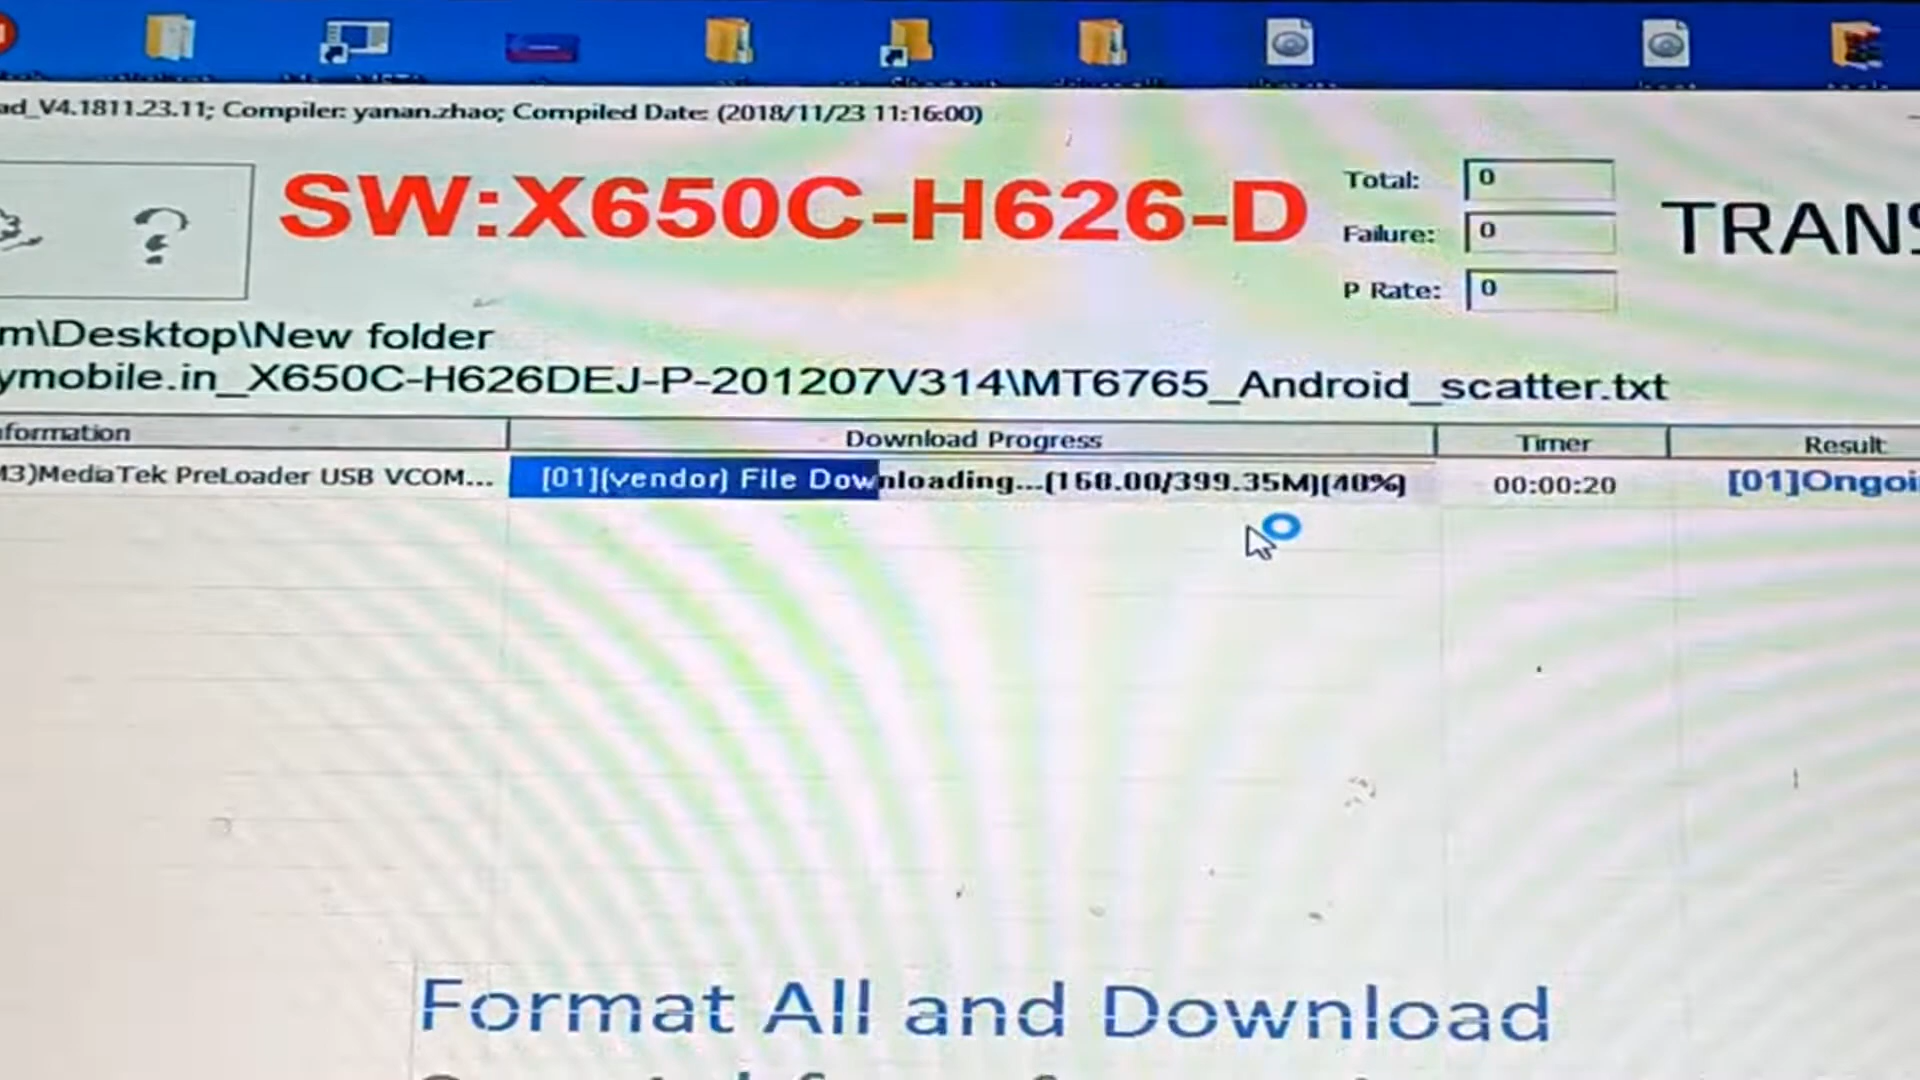 ad_V4.1811.23.11; Compiler: yanan.zhao; Compiled Date: (2018/11/23 11:16:00)
SW:X650C-H626-D
Total: 0
Failure: 0
P Rate: 0
TRANS
m\Desktop\New folder
ymobile.in_X650C-H626DEJ-P-201207V314\MT6765_Android_scatter.txt
formation Download Progress Timer Result
M3)MediaTek PreLoader USB VCOM... [01](vendor) File Downloading...(160.00/399.35M)(40%) 00:00:20 [01]Ongoi
Format All and Download